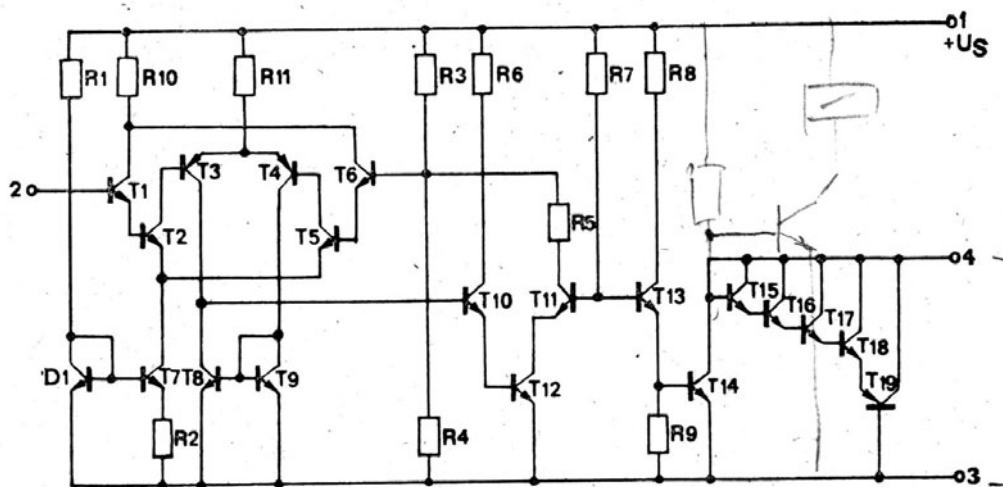 1
+US
R1 R10 R11 R3 R6 R7 R8
T3 T4 T6
2 T1
T2 T5 R5
4
T10 T11 T13 T15 T16 T17 T18
D1 T7 T8 T9 T12 T14 T19
R2 R4 R9
3